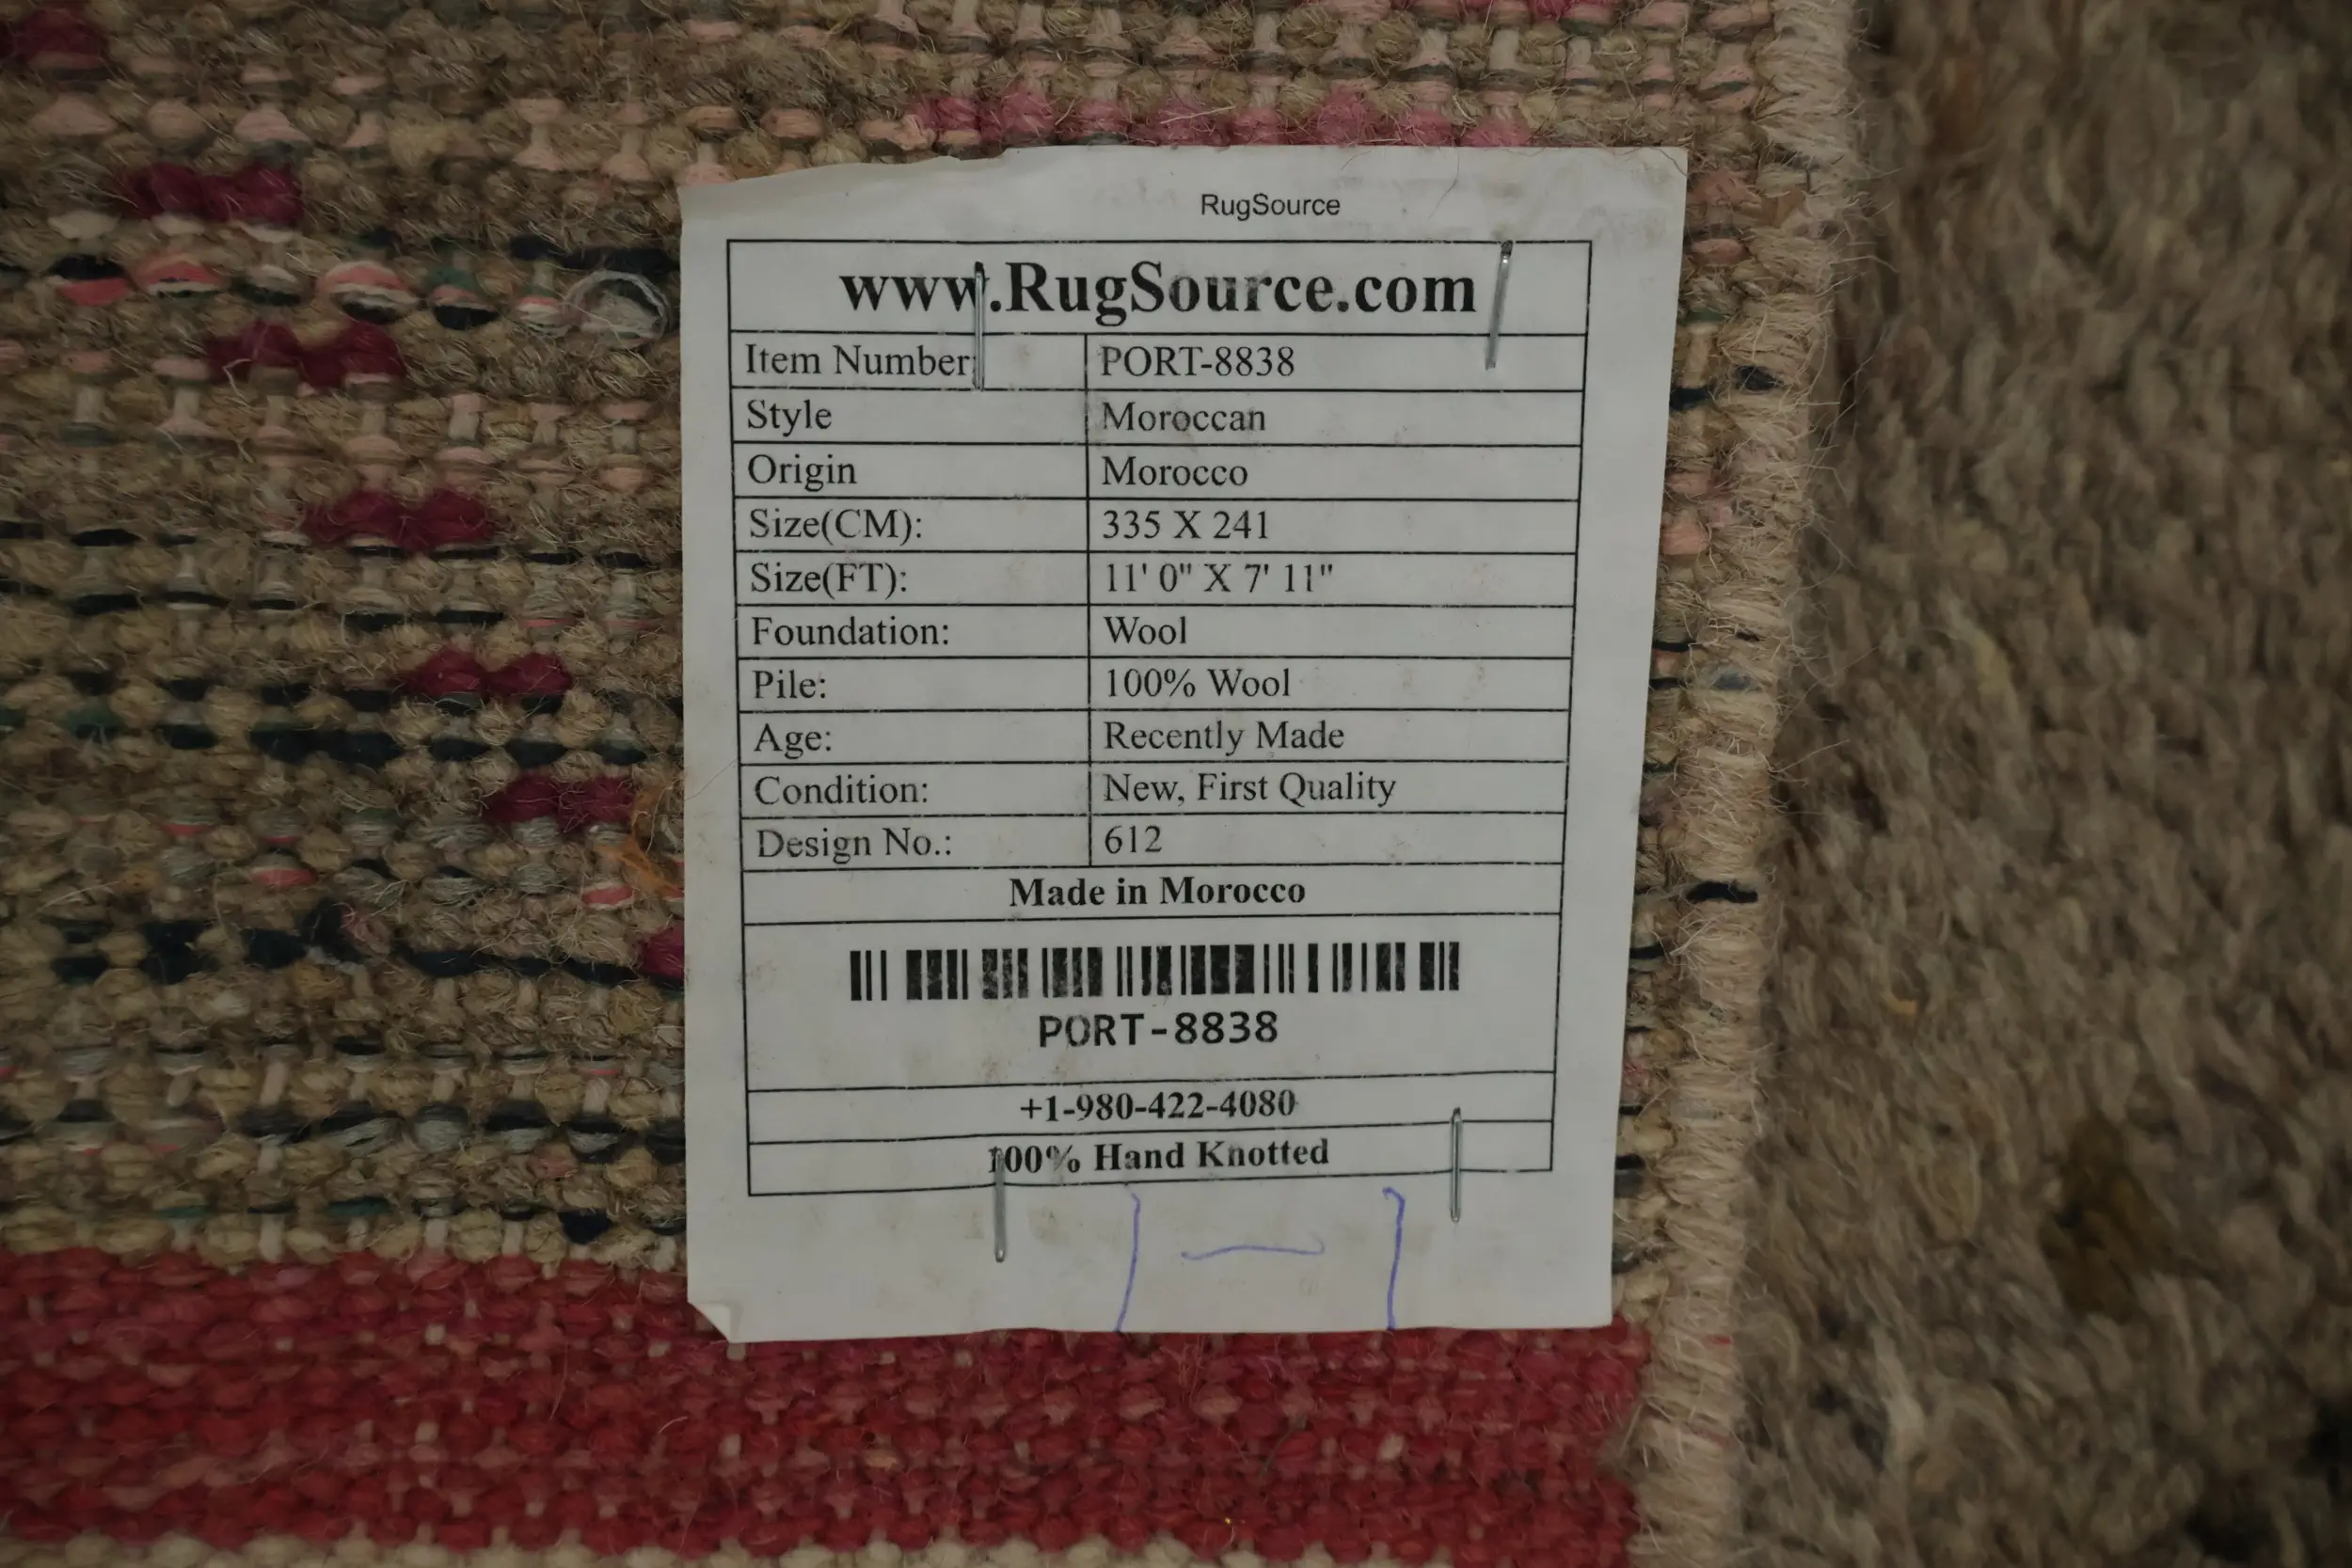 RugSource
www.RugSource.com
Item Number: PORT-8838
Style Moroccan
Origin Morocco
Size(CM): 335 X 241
Size(FT): 11' 0" X 7' 11"
Foundation: Wool
Pile: 100% Wool
Age: Recently Made
Condition: New, First Quality
Design No.: 612
Made in Morocco
PORT-8838
+1-980-422-4080
100% Hand Knotted